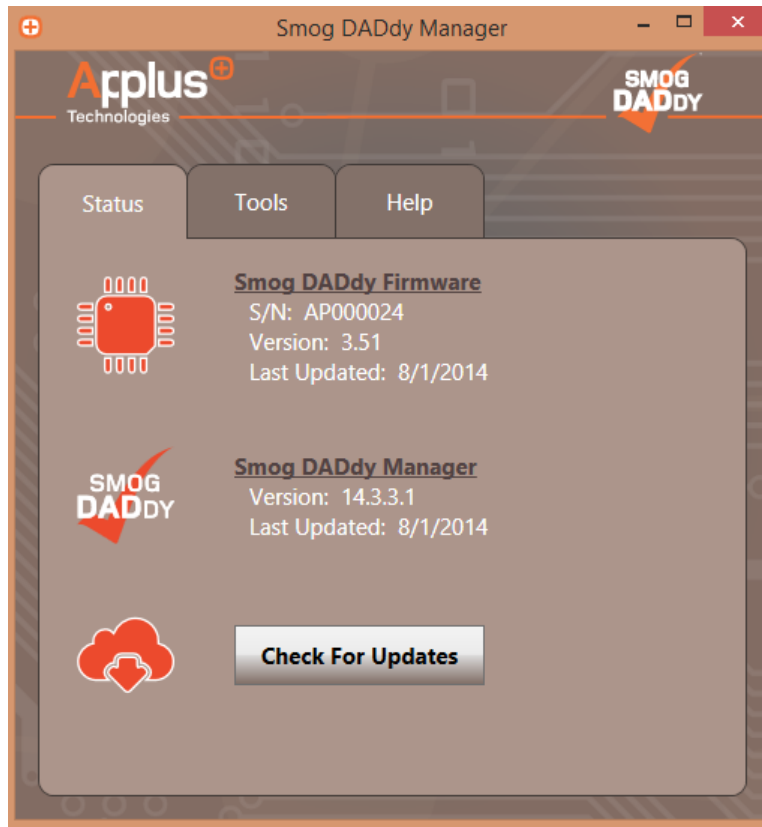 Smog DADdy Manager
Applus+
Technologies
SMOG
DADDY
Status
Tools
Help
Smog DADdy Firmware
S/N: AP000024
Version: 3.51
Last Updated: 8/1/2014
SMOG
DADDY
Smog DADdy Manager
Version: 14.3.3.1
Last Updated: 8/1/2014
Check For Updates